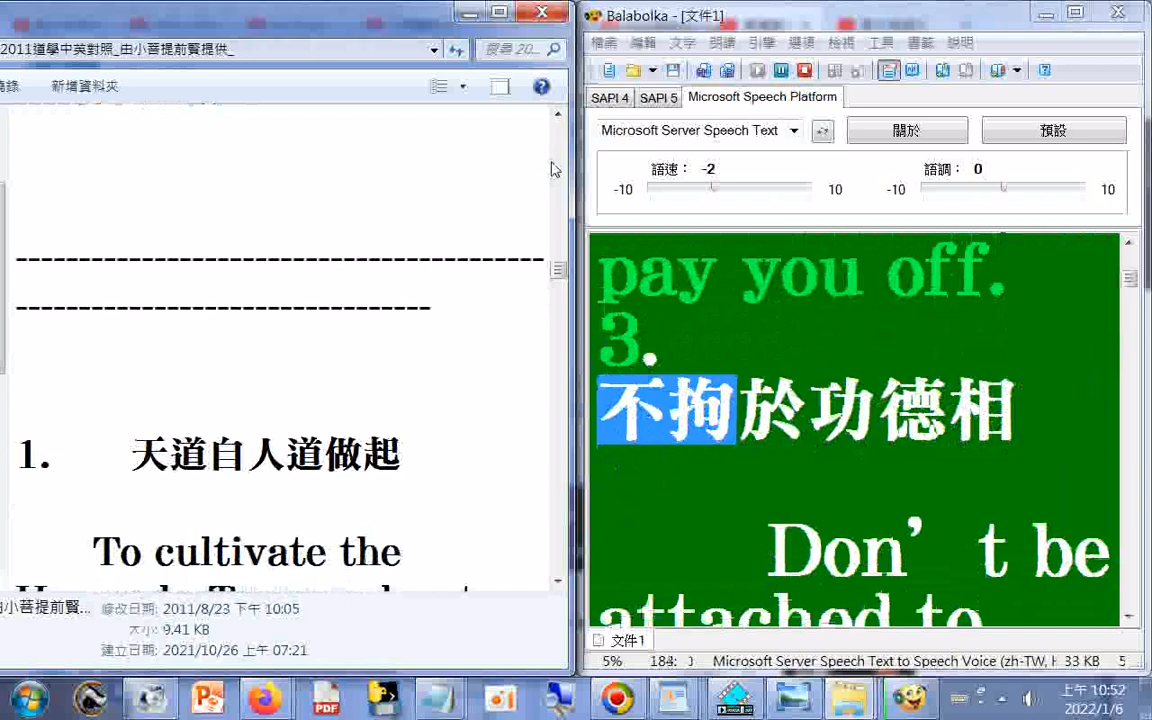 2011道學中英對照_由小菩提前賢提供_
搜尋 20...
燒錄
新增資料夾
--------------------------------------------
----------------------------------
1. 天道自人道做起
To cultivate the
由小菩提前賢...
修改日期: 2011/8/23 下午 10:05
大小: 9.41 KB
建立日期: 2021/10/26 上午 07:21
Balabolka - [文件1]
檔案 編輯 文字 朗讀 引擎 選項 檢視 工具 書籤 說明
SAPI 4 SAPI 5 Microsoft Speech Platform
Microsoft Server Speech Text
關於
預設
語速： -2
-10 10
語調： 0
-10 10
pay you off.
3.
不拘於功德相
Don’t be
attached to
文件1
5% 184: Microsoft Server Speech Text to Speech Voice (zh-TW, H 33 KB 5
PDF
上午 10:52
2022/1/6